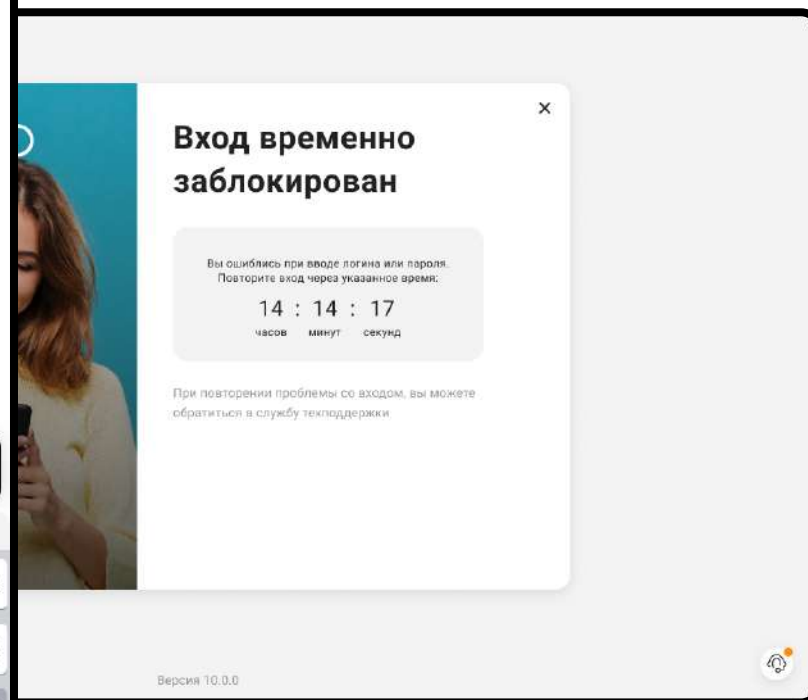 Вход временно
заблокирован
Вы ошиблись при вводе логина или пароля.
Повторите вход через указанное время:
14 : 14 : 17
часов минут секунд
При повторении проблемы со входом, вы можете
обратиться в службу техподдержки
Версия 10.0.0